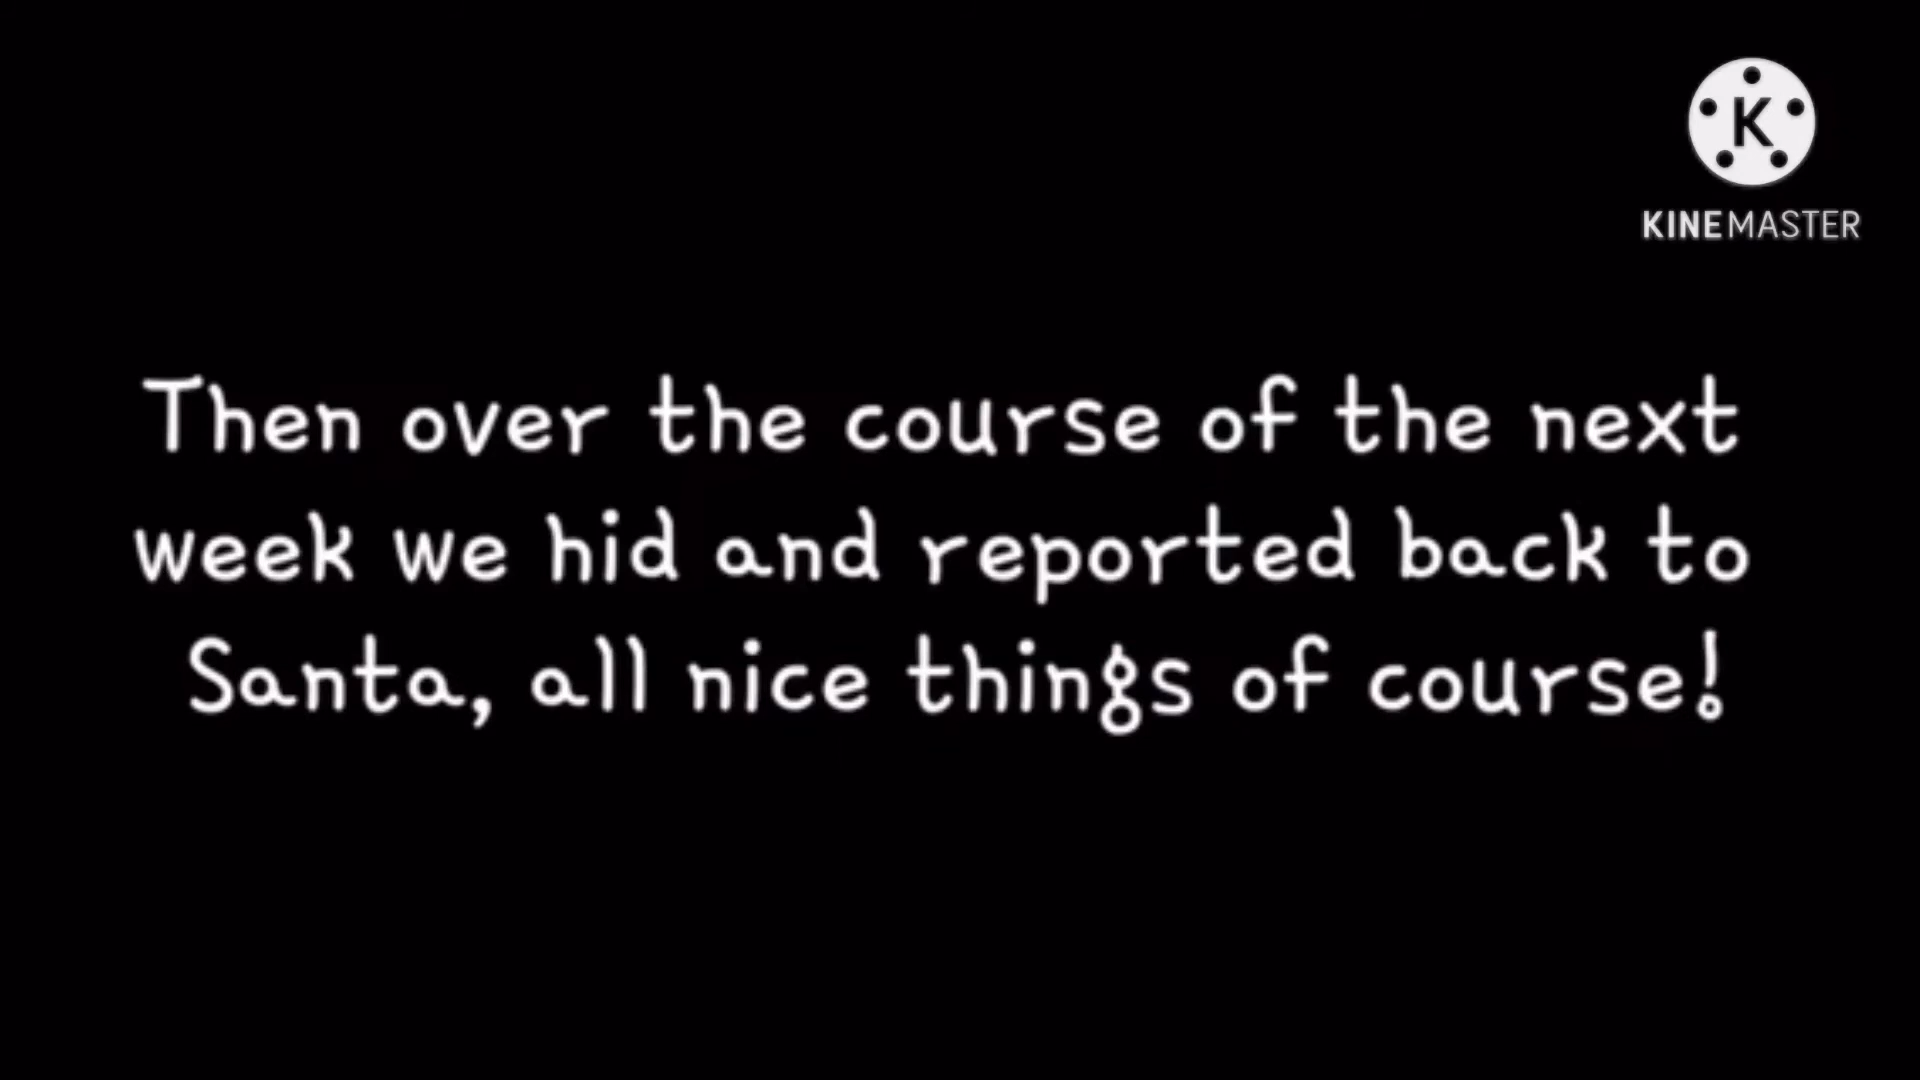 K
KINEMASTER
Then over the course of the next
week we hid and reported back to
Santa, all nice things of course!